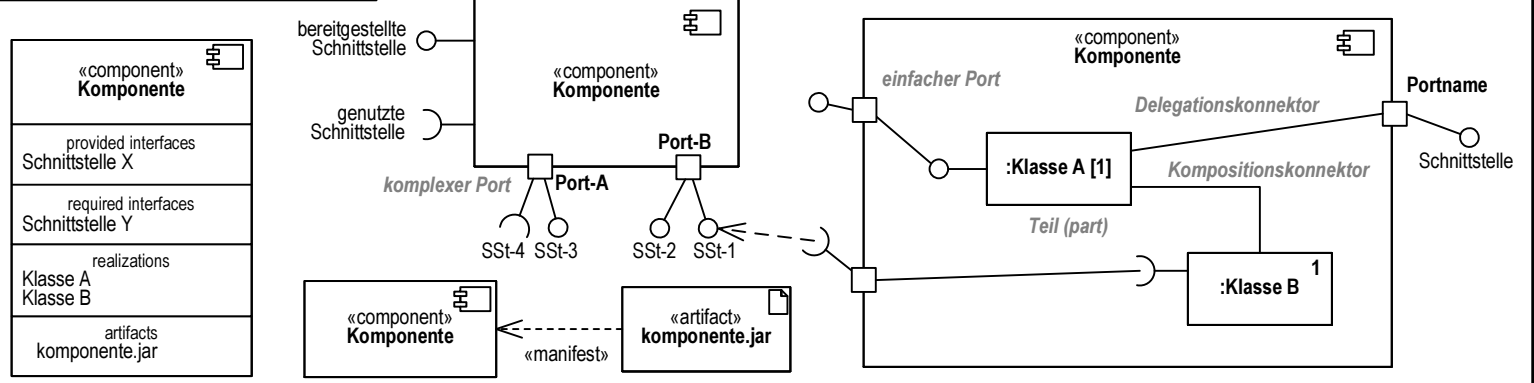 «component»
Komponente
provided interfaces
Schnittstelle X
required interfaces
Schnittstelle Y
realizations
Klasse A
Klasse B
artifacts
komponente.jar
bereitgestellte
Schnittstelle
genutzte
Schnittstelle
«component»
Komponente
Port-B
komplexer Port
Port-A
SSt-4
SSt-3
SSt-2
SSt-1
«component»
Komponente
«manifest»
«artifact»
komponente.jar
«component»
Komponente
einfacher Port
Portname
Delegationskonnektor
Schnittstelle
:Klasse A [1]
Kompositionskonnektor
Teil (part)
1
:Klasse B